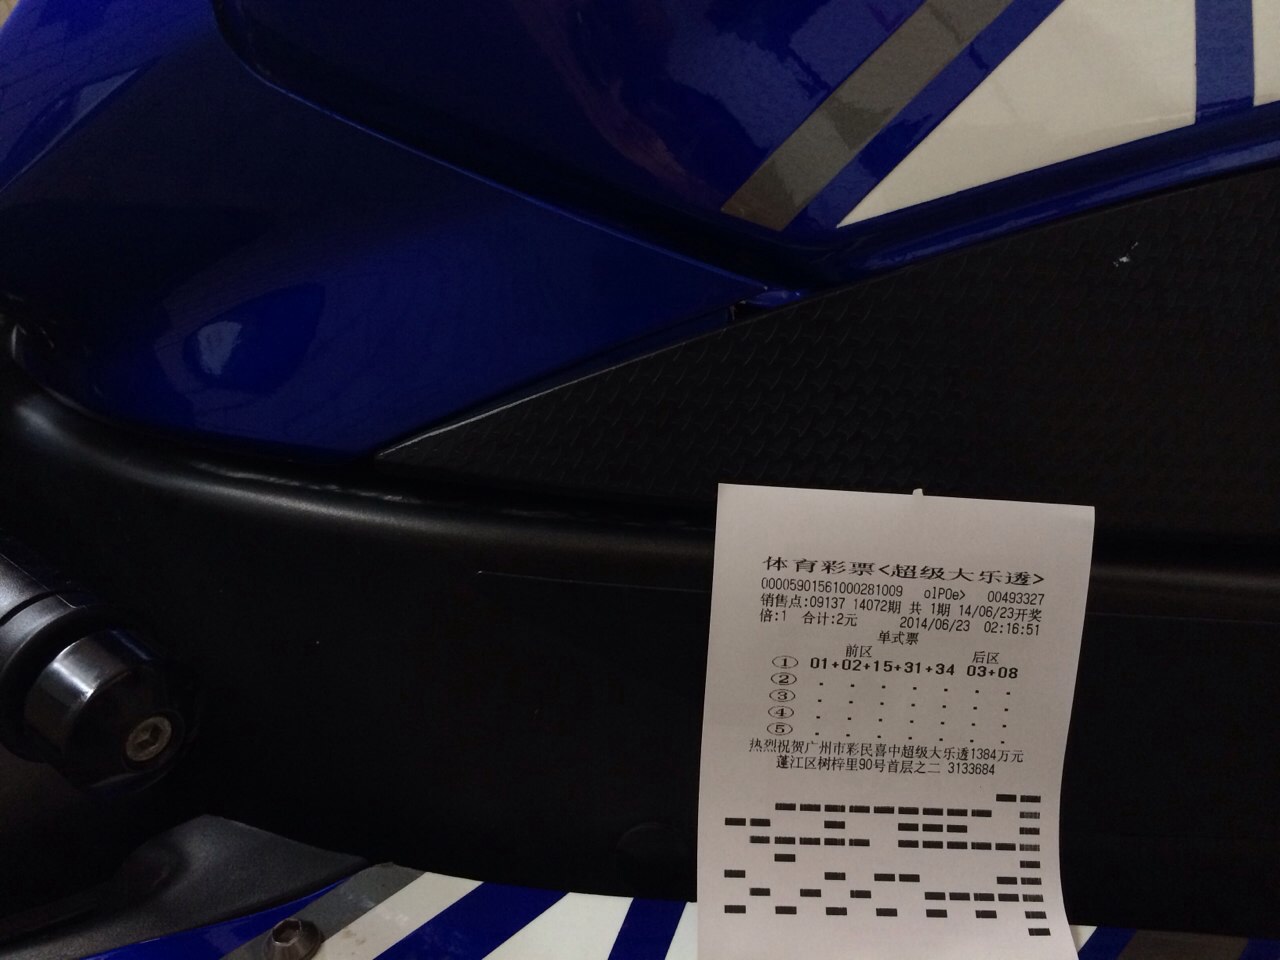 体育彩票<超级大乐透>
00005901561000281009 olP0e> 00493327
销售点:09137 14072期 共 1期 14/06/23开奖
倍:1 合计:2元 2014/06/23 02:16:51
单式票
前区 后区
① 01+02+15+31+34 03+08
②
③
④
⑤
热烈祝贺广州市彩民喜中超级大乐透1384万元
蓬江区树梓里90号首层之二 3133684